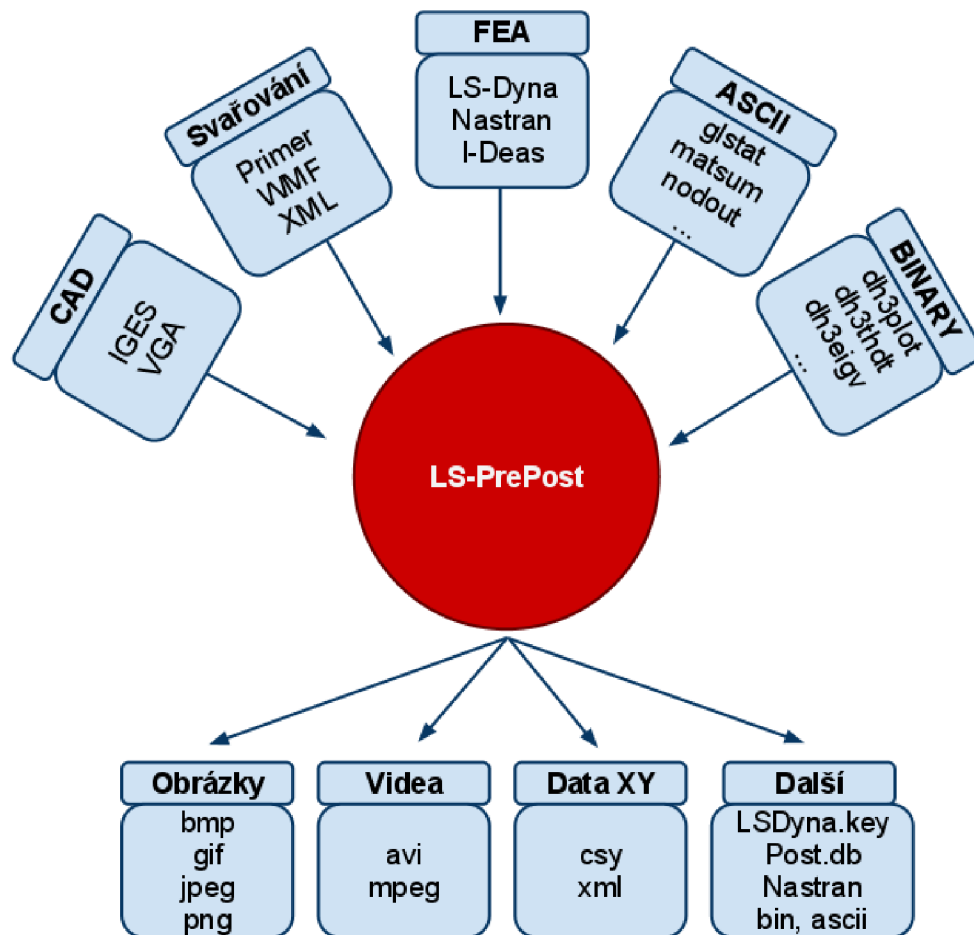 FEA
LS-Dyna
Nastran
I-Deas
Svařování
Primer
WMF
XML
ASCII
glstat
matsum
nodout
...
CAD
IGES
VGA
BINARY
dh3plot
dh3thdt
dh3eigv
...
LS-PrePost
Obrázky
bmp
gif
jpeg
png
Videa
avi
mpeg
Data XY
csy
xml
Další
LSDyna.key
Post.db
Nastran
bin, ascii